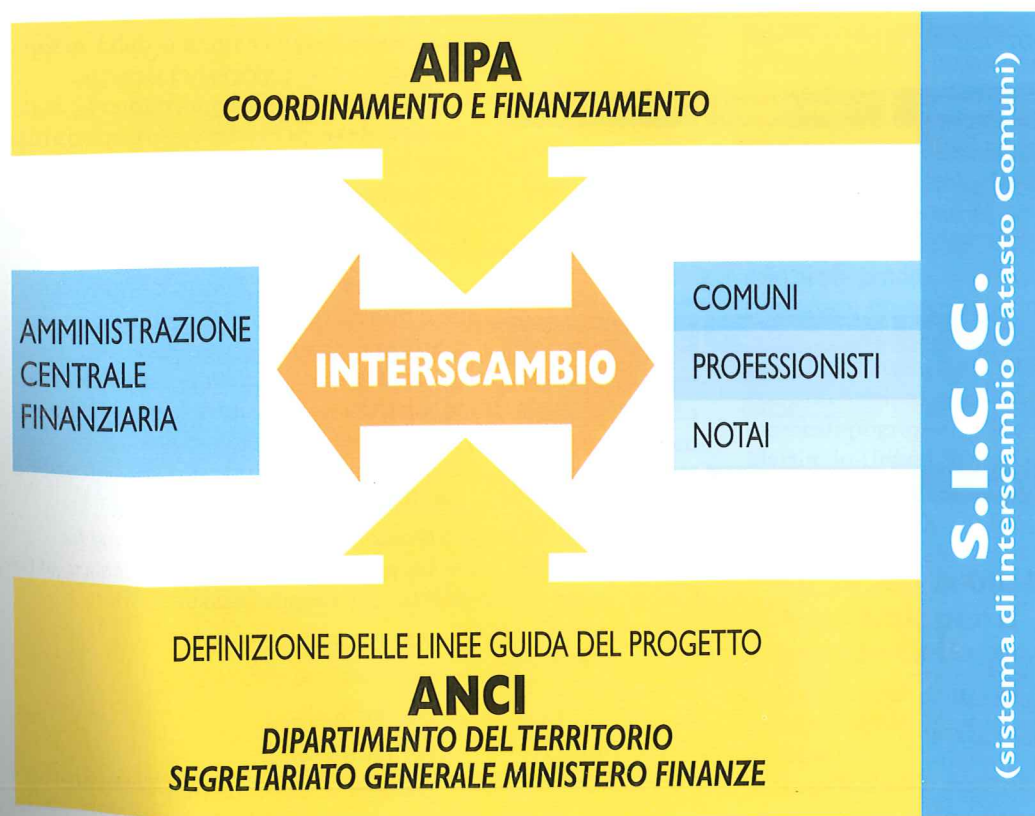 AIPA
COORDINAMENTO E FINANZIAMENTO
AMMINISTRAZIONE
CENTRALE
FINANZIARIA
INTERSCAMBIO
COMUNI
PROFESSIONISTI
NOTAI
DEFINIZIONE DELLE LINEE GUIDA DEL PROGETTO
ANCI
DIPARTIMENTO DEL TERRITORIO
SEGRETARIATO GENERALE MINISTERO FINANZE
S.I.C.C.
(sistema di interscambio Catasto Comuni)